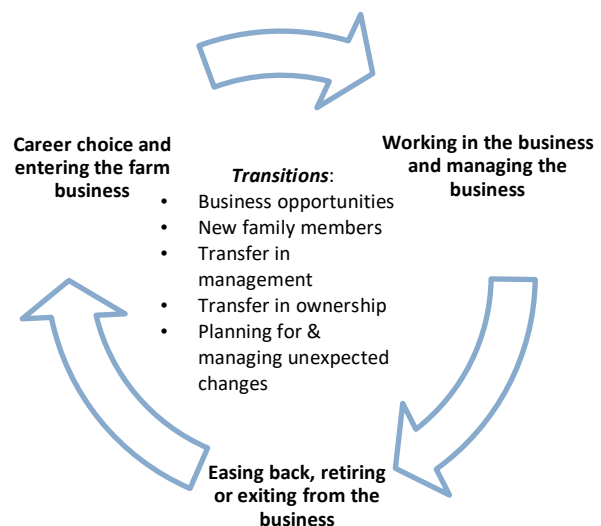 Career choice and
entering the farm
business
Working in the business
and managing the
business
Transitions:
• Business opportunities
• New family members
• Transfer in
management
• Transfer in ownership
• Planning for &
managing unexpected
changes
Easing back, retiring
or exiting from the
business